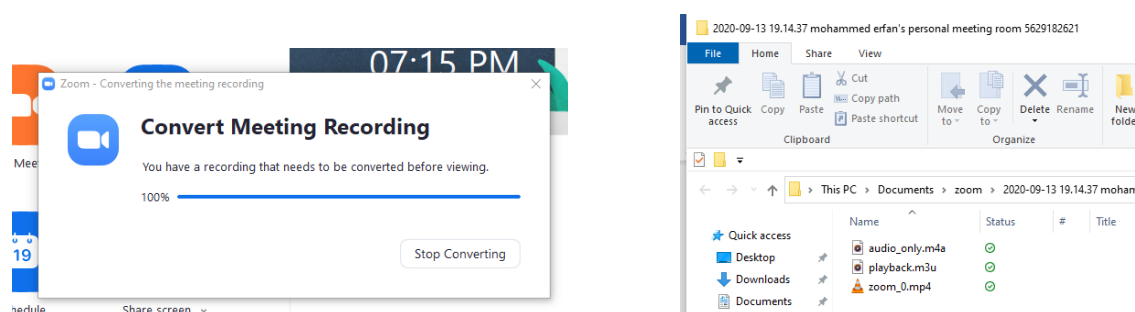 07:15 PM
Zoom - Converting the meeting recording
Convert Meeting Recording
Mee
You have a recording that needs to be converted before viewing.
100%
19
Stop Converting
hedule
Share screen
2020-09-13 19.14.37 mohammed erfan's personal meeting room 5629182621
File Home Share View
Pin to Quick access
Copy
Paste
Cut
Copy path
Paste shortcut
Clipboard
Move to
Copy to
Delete
Rename
New folde
Organize
This PC > Documents > zoom > 2020-09-13 19.14.37 moham
Name Status # Title
Quick access
Desktop
Downloads
Documents
audio_only.m4a
playback.m3u
zoom_0.mp4